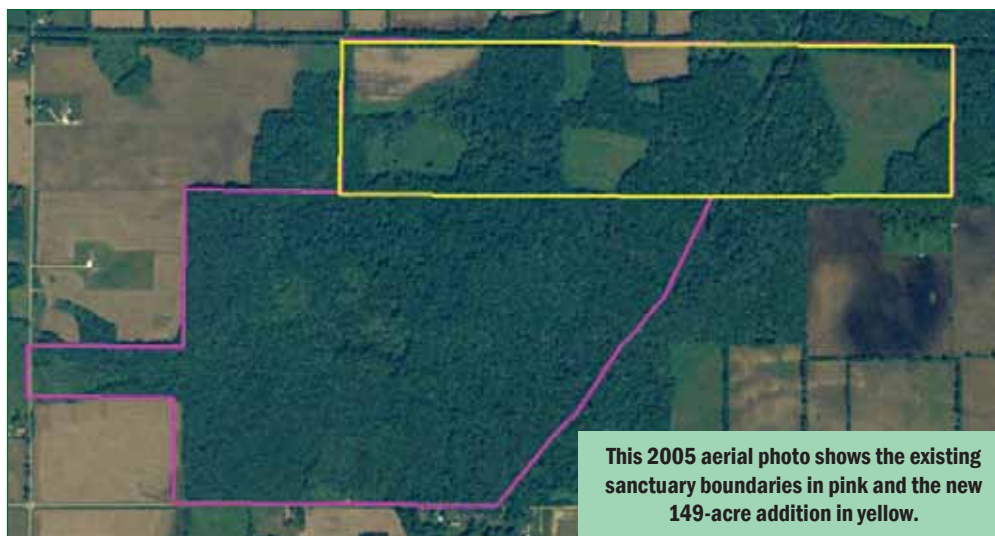 This 2005 aerial photo shows the existing
sanctuary boundaries in pink and the new
149-acre addition in yellow.